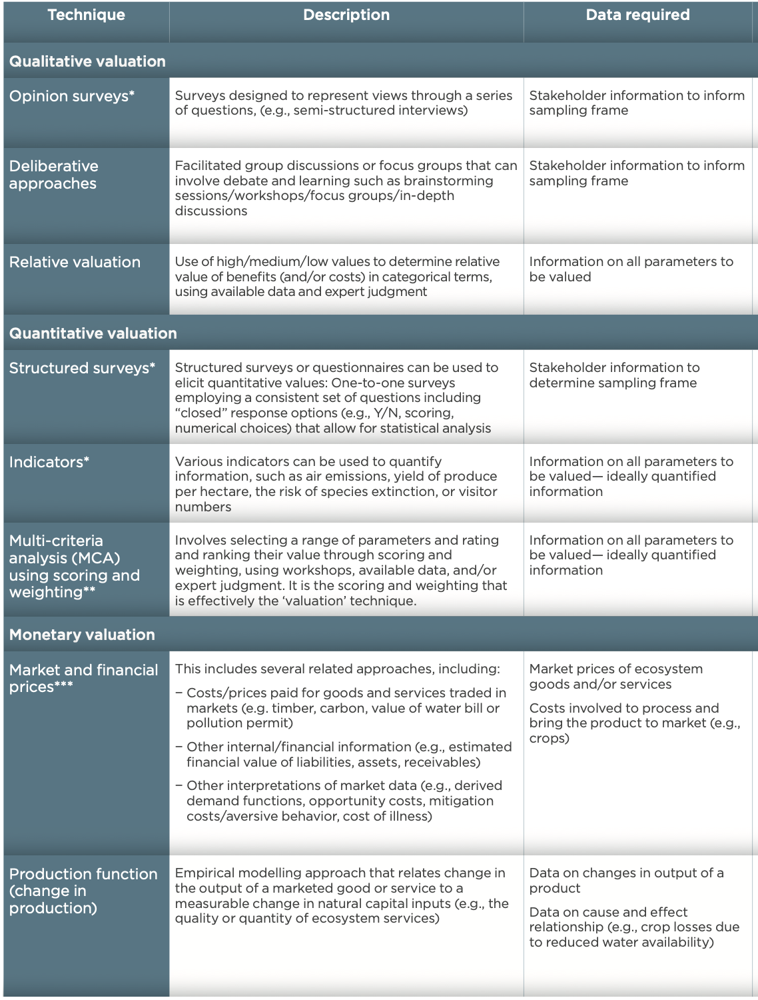 Technique
Description
Data required
Qualitative valuation
Opinion surveys*
Surveys designed to represent views through a series
of questions, (e.g., semi-structured interviews)
Stakeholder information to inform
sampling frame
Deliberative
approaches
Facilitated group discussions or focus groups that can
involve debate and learning such as brainstorming
sessions/workshops/focus groups/in-depth
discussions
Stakeholder information to inform
sampling frame
Relative valuation
Use of high/medium/low values to determine relative
value of benefits (and/or costs) in categorical terms,
using available data and expert judgment
Information on all parameters to
be valued
Quantitative valuation
Structured surveys*
Structured surveys or questionnaires can be used to
elicit quantitative values: One-to-one surveys
employing a consistent set of questions including
“closed” response options (e.g., Y/N, scoring,
numerical choices) that allow for statistical analysis
Stakeholder information to
determine sampling frame
Indicators*
Various indicators can be used to quantify
information, such as air emissions, yield of produce
per hectare, the risk of species extinction, or visitor
numbers
Information on all parameters to
be valued— ideally quantified
information
Multi-criteria
analysis (MCA)
using scoring and
weighting**
Involves selecting a range of parameters and rating
and ranking their value through scoring and
weighting, using workshops, available data, and/or
expert judgment. It is the scoring and weighting that
is effectively the ‘valuation’ technique.
Information on all parameters to
be valued— ideally quantified
information
Monetary valuation
Market and financial
prices***
This includes several related approaches, including:
– Costs/prices paid for goods and services traded in
markets (e.g. timber, carbon, value of water bill or
pollution permit)
– Other internal/financial information (e.g., estimated
financial value of liabilities, assets, receivables)
– Other interpretations of market data (e.g., derived
demand functions, opportunity costs, mitigation
costs/aversive behavior, cost of illness)
Market prices of ecosystem
goods and/or services
Costs involved to process and
bring the product to market (e.g.,
crops)
Production function
(change in
production)
Empirical modelling approach that relates change in
the output of a marketed good or service to a
measurable change in natural capital inputs (e.g., the
quality or quantity of ecosystem services)
Data on changes in output of a
product
Data on cause and effect
relationship (e.g., crop losses due
to reduced water availability)